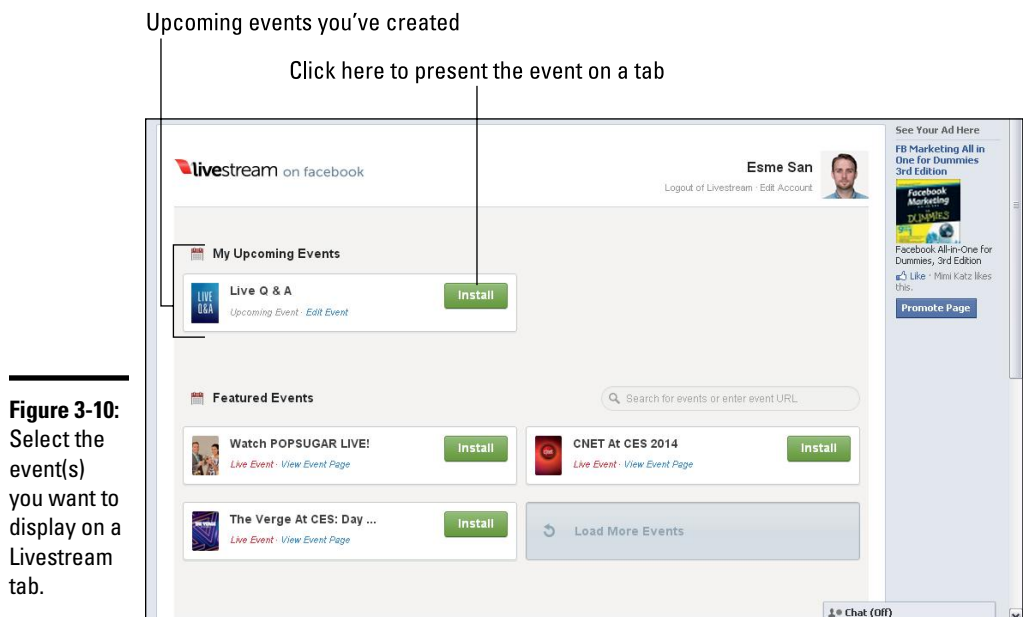 Upcoming events you've created
Click here to present the event on a tab
livestream on facebook
Esme San
Logout of Livestream · Edit Account
My Upcoming Events
LIVE
Q&A
Live Q & A
Upcoming Event · Edit Event
Install
Featured Events
Search for events or enter event URL
Watch POPSUGAR LIVE!
Live Event · View Event Page
Install
CNET At CES 2014
Live Event · View Event Page
Install
The Verge At CES: Day ...
Live Event · View Event Page
Install
Load More Events
See Your Ad Here
FB Marketing All in
One for Dummies
3rd Edition
Facebook
Marketing
DUMMIES
Facebook All-in-One for
Dummies, 3rd Edition
Like · Mimi Katz likes
this.
Promote Page
Chat (Off)
Figure 3-10:
Select the
event(s)
you want to
display on a
Livestream
tab.